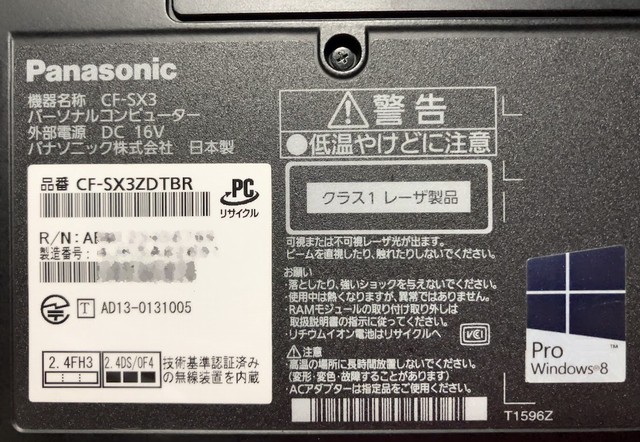 Panasonic
機器名称 CF-SX3
パーソナルコンピューター
外部電源 DC 16V
パナソニック株式会社 日本製
品番 CF-SX3ZDTBR
PC
リサイクル
R/N: AE
製造番号:
T AD13-0131005
2.4FH3
2.4DS/OF4
技術基準認証済み
の無線装置を内蔵
警告
●低温やけどに注意
クラス1 レーザ製品
可視または不可視レーザ光が出ます。
ビームを直視したり、触れたりしないでください。
お願い
・落としたり、強いショックを与えないでください。
・使用中は熱くなりますが、異常ではありません。
・RAMモジュールの取り付け取り外しは
取扱説明書の指示に従ってください。
・リチウムイオン電池はリサイクルへ
VCI
注意
・高温の場所に長時間放置しないでください。
(変形・変色・故障することがあります)
・ACアダプターは指定品をご使用ください。
T1596Z
Pro
Windows®8
TM